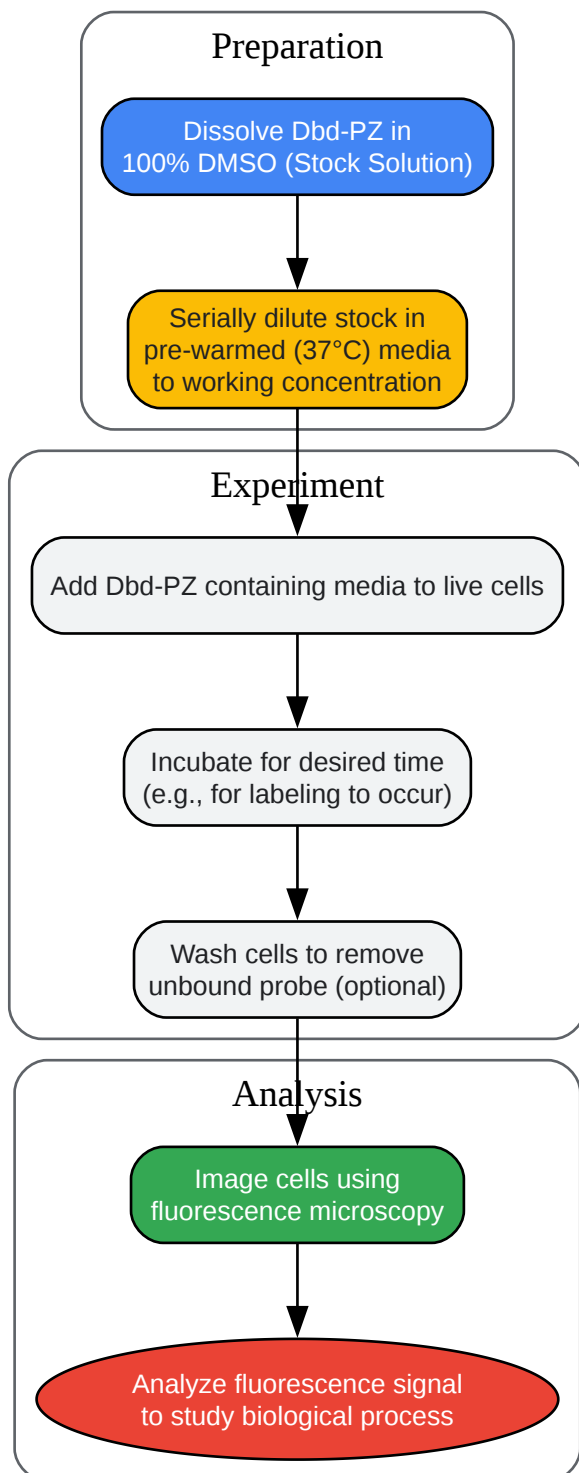 Preparation
Dissolve Dbd-PZ in
100% DMSO (Stock Solution)
Serially dilute stock in
pre-warmed (37°C) media
to working concentration
Experiment
Add Dbd-PZ containing media to live cells
Incubate for desired time
(e.g., for labeling to occur)
Wash cells to remove
unbound probe (optional)
Analysis
Image cells using
fluorescence microscopy
Analyze fluorescence signal
to study biological process